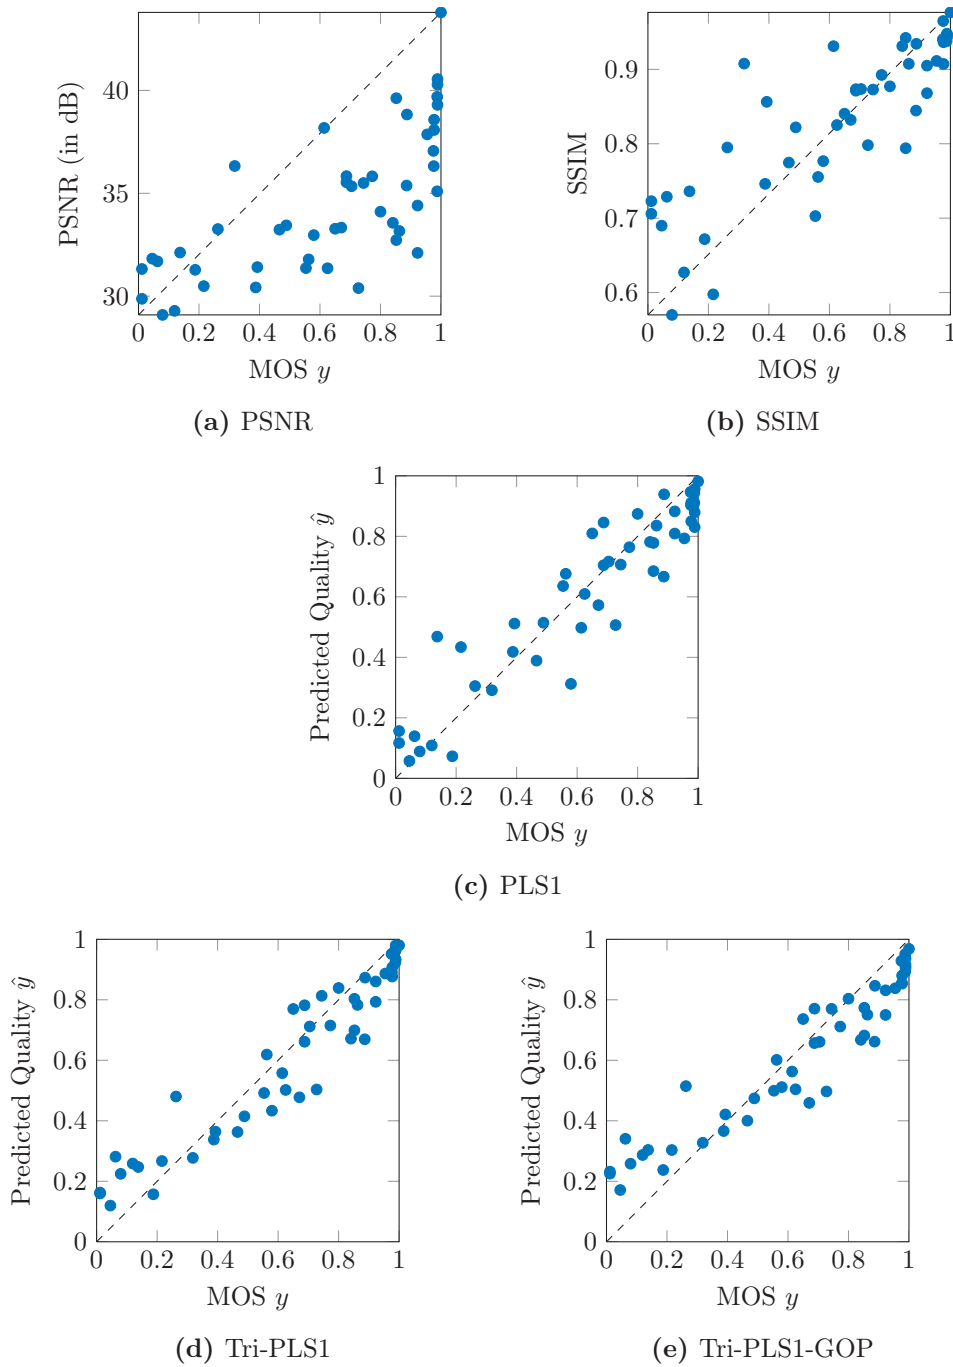 40
35
30
PSNR (in dB)
0 0.2 0.4 0.6 0.8 1
MOS y
(a) PSNR
0.9
0.8
0.7
0.6
SSIM
0 0.2 0.4 0.6 0.8 1
MOS y
(b) SSIM
1
0.8
0.6
0.4
0.2
0
Predicted Quality ŷ
0 0.2 0.4 0.6 0.8 1
MOS y
(c) PLS1
1
0.8
0.6
0.4
0.2
0
Predicted Quality ŷ
0 0.2 0.4 0.6 0.8 1
MOS y
(d) Tri-PLS1
1
0.8
0.6
0.4
0.2
0
Predicted Quality ŷ
0 0.2 0.4 0.6 0.8 1
MOS y
(e) Tri-PLS1-GOP